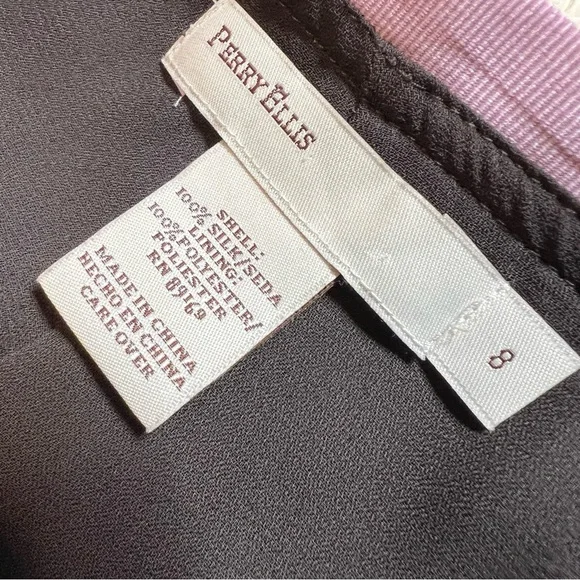 PERRY ELLIS
8
SHELL:
100% SILK/SEDA
LINING:
100% POLYESTER/
POLIESTER
RN 89169
MADE IN CHINA
HECHO EN CHINA
CARE OVER